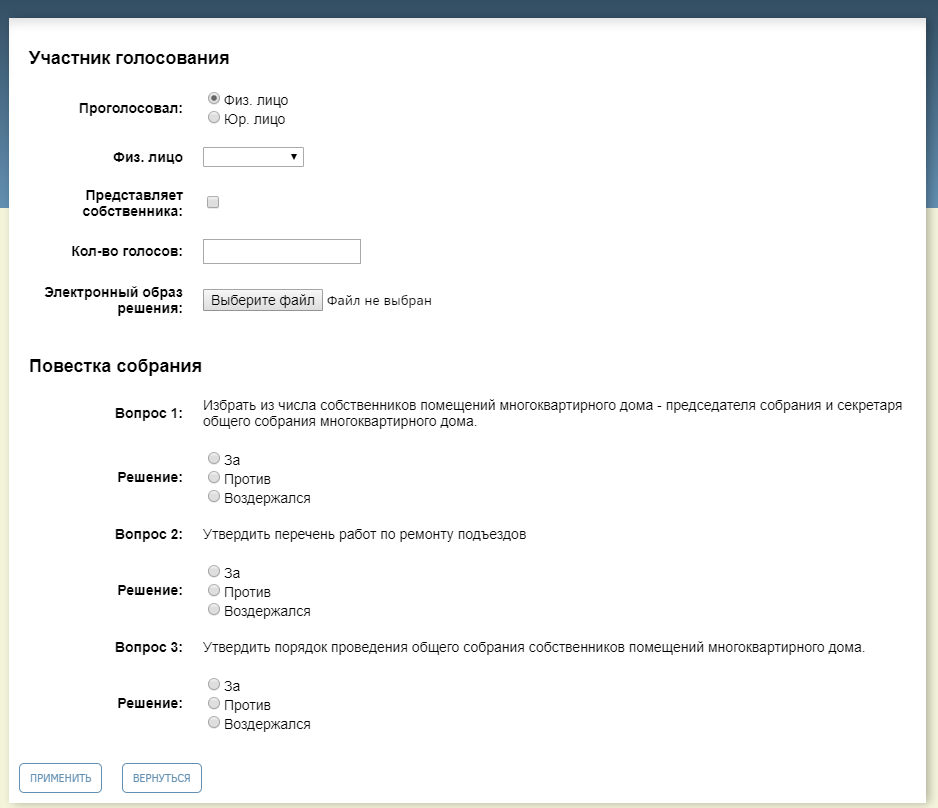 Участник голосования
Проголосовал:
Физ. лицо
Юр. лицо
Физ. лицо
Представляет
собственника:
Кол-во голосов:
Электронный образ
решения:
Выберите файл Файл не выбран
Повестка собрания
Вопрос 1:
Избрать из числа собственников помещений многоквартирного дома - председателя собрания и секретаря
общего собрания многоквартирного дома.
Решение:
За
Против
Воздержался
Вопрос 2: Утвердить перечень работ по ремонту подъездов
Решение:
За
Против
Воздержался
Вопрос 3: Утвердить порядок проведения общего собрания собственников помещений многоквартирного дома.
Решение:
За
Против
Воздержался
ПРИМЕНИТЬ ВЕРНУТЬСЯ